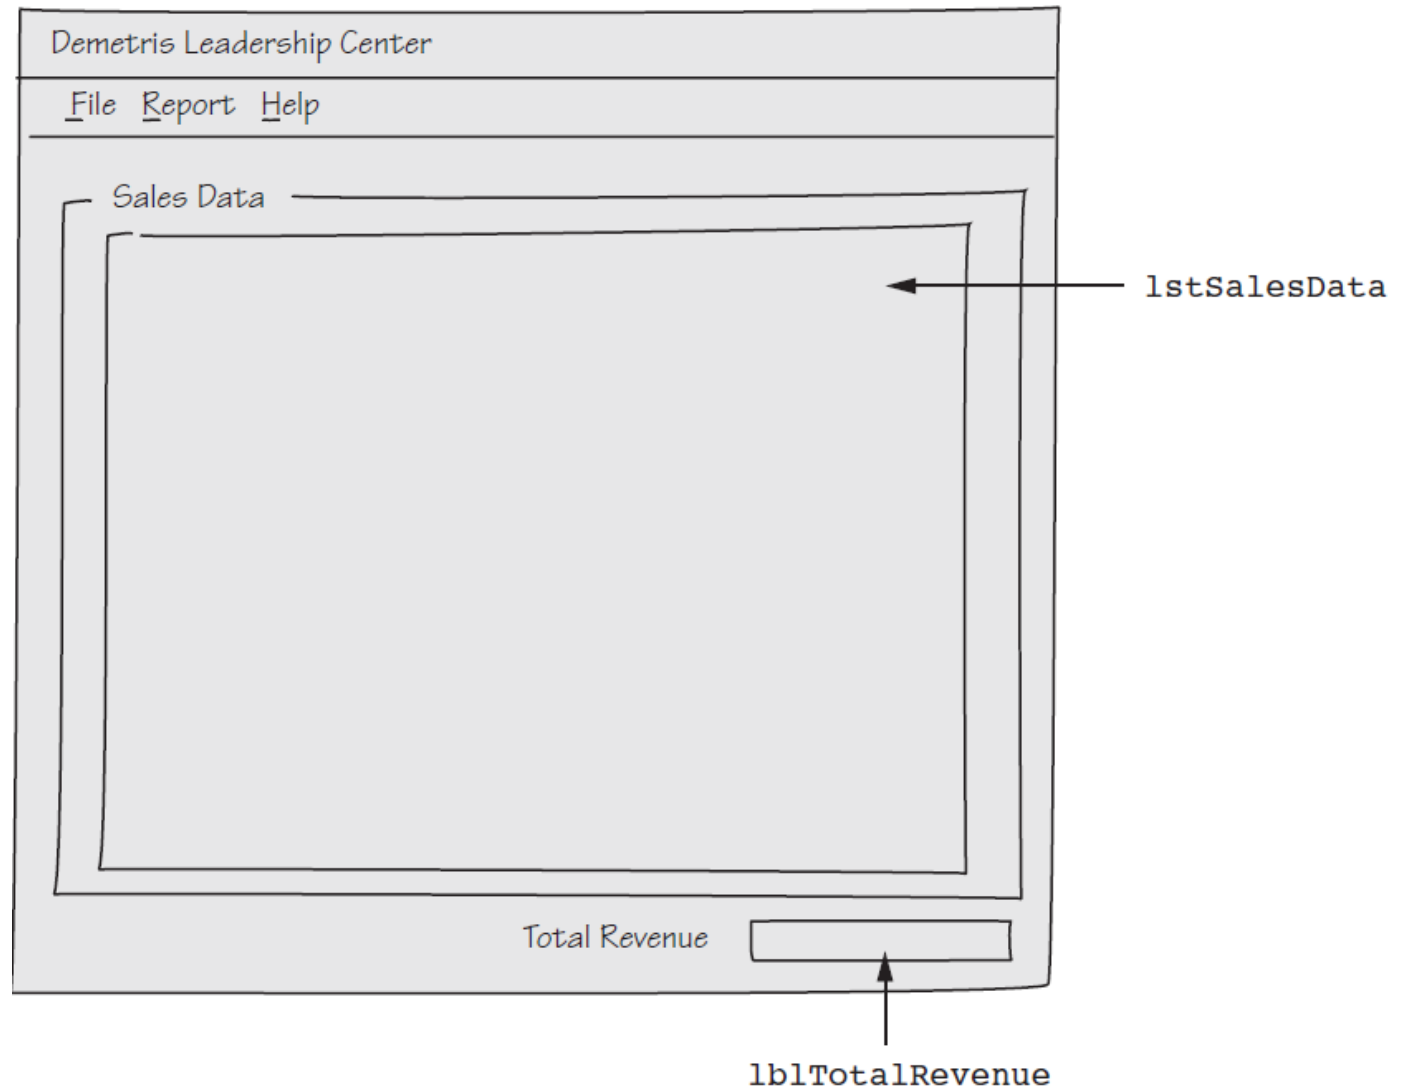 Demetris Leadership Center
File Report Help
Sales Data
lstSalesData
Total Revenue
lblTotalRevenue